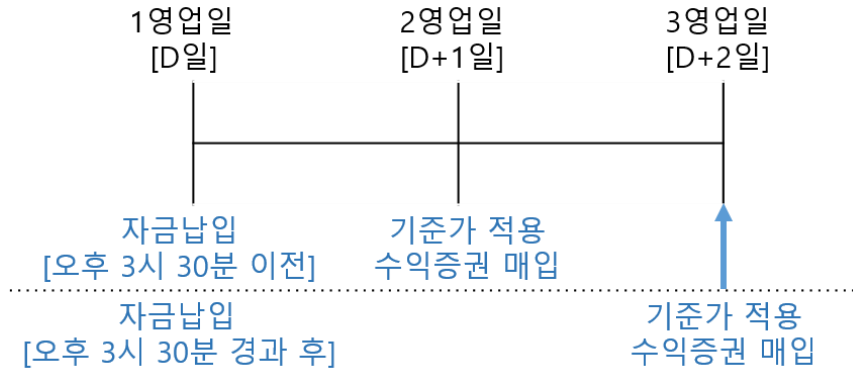 1영업일
[D일]
2영업일
[D+1일]
3영업일
[D+2일]
자금납입
[오후 3시 30분 이전]
기준가 적용
수익증권 매입
자금납입
[오후 3시 30분 경과 후]
기준가 적용
수익증권 매입